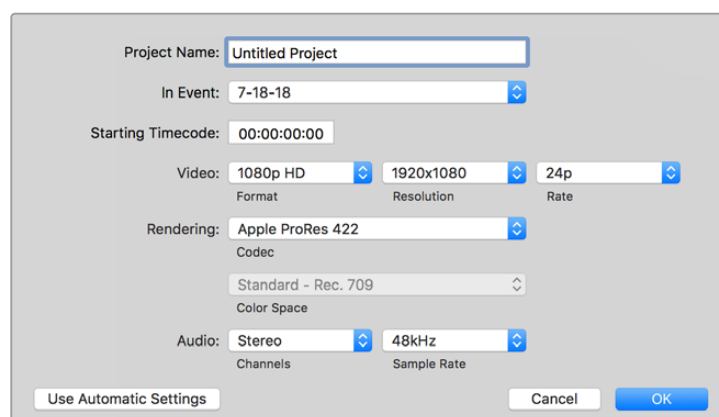 Project Name: Untitled Project
In Event: 7-18-18
Starting Timecode: 00:00:00:00
Video: 1080p HD 1920x1080 24p
Format Resolution Rate
Rendering: Apple ProRes 422
Codec
Standard - Rec. 709
Color Space
Audio: Stereo 48kHz
Channels Sample Rate
Use Automatic Settings Cancel OK